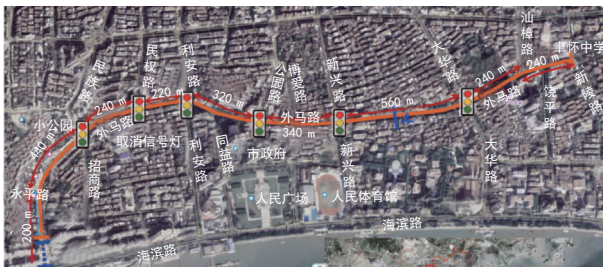 汕樟路
大华路
丰怀中学
民族路
民权路
利安路
公园路
博爱路
新兴路
240 m
240 m
240 m
220 m
320 m
560 m
外马路
饶平路
新陵路
小公园
外马路
外马路
340 m
取消信号灯
480 m
招商路
利安路
同益路
市政府
新兴路
大华路
永平路
人民广场
人民体育馆
200 m
海滨路
海滨路